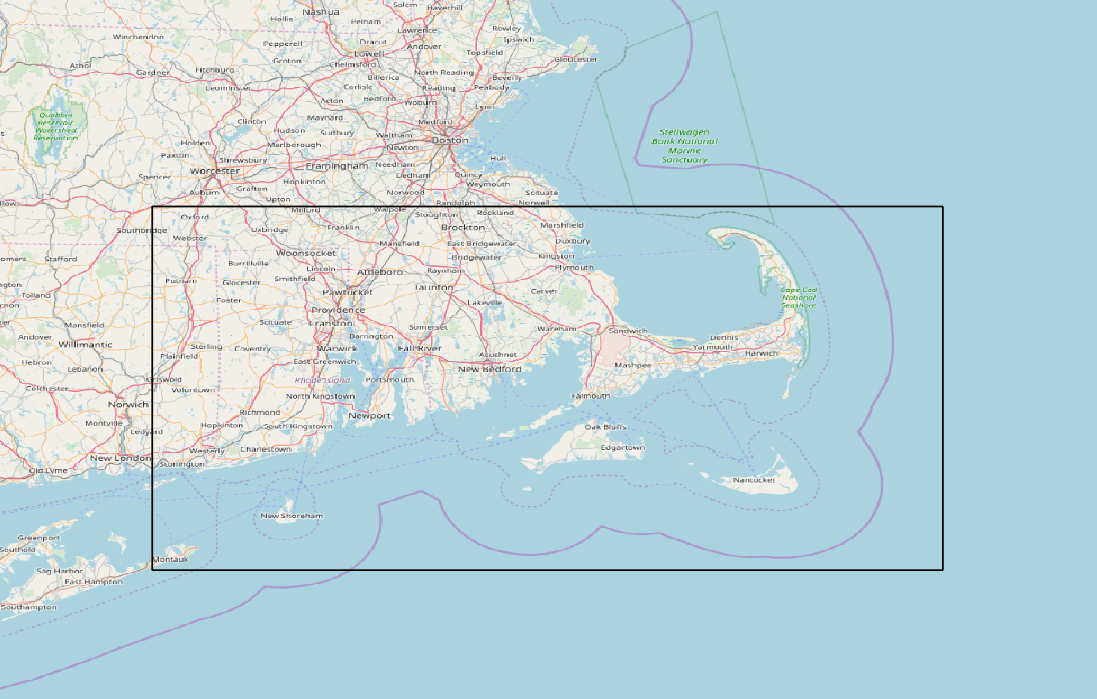 Nashua
Salem
Haverhill
Hollis
Pelham
Lawrence
Rowley
Winchendon
Pepperell
Dracut
Andover
Ipswich
Athol
Gardner
Fitchburg
Groton
Lowell
Topsfield
Gloucester
Chelmsford
North Reading
Beverly
Leominster
Carlisle
Billerica
Reading
Peabody
Acton
Bedford
Woburn
Lynn
Quabbin
Reservoir
Watershed
Reservation
Clinton
Maynard
Medford
Hudson
Sudbury
Waltham
Boston
Stellwagen
Bank National
Marine
Sanctuary
Holden
Marlborough
Newton
Paxton
Shrewsbury
Framingham
Needham
Hull
Spencer
Worcester
Hopkinton
Dedham
Quincy
Weymouth
Auburn
Grafton
Upton
Norwood
Scituate
Milford
Walpole
Randolph
Norwell
Oxford
Stoughton
Rockland
Southbridge
Webster
Uxbridge
Franklin
Brockton
Marshfield
Mansfield
East Bridgewater
Duxbury
Stafford
Woonsocket
Bridgewater
Kingston
Burrillville
Lincoln
Attleboro
Raynham
Plymouth
Putnam
Glocester
Pawtucket
Taunton
Carver
Cape Cod
National
Seashore
Tolland
Foster
Lakeville
Providence
Mansfield
Scituate
Cranston
Somerset
Wareham
Sandwich
Andover
Willimantic
Sterling
Coventry
Warwick
Barrington
Fall River
Dennis
Yarmouth
Harwich
Hebron
Plainfield
East Greenwich
Acushnet
Lebanon
New Bedford
Mashpee
Colchester
Griswold
Voluntown
Rhode Island
Portsmouth
North Kingstown
Falmouth
Norwich
Richmond
Newport
Montville
Ledyard
Hopkinton
South Kingstown
Oak Bluffs
New London
Westerly
Charlestown
Edgartown
Old Lyme
Stonington
Nantucket
New Shoreham
Greenport
Southold
Montauk
Sag Harbor
East Hampton
Southampton